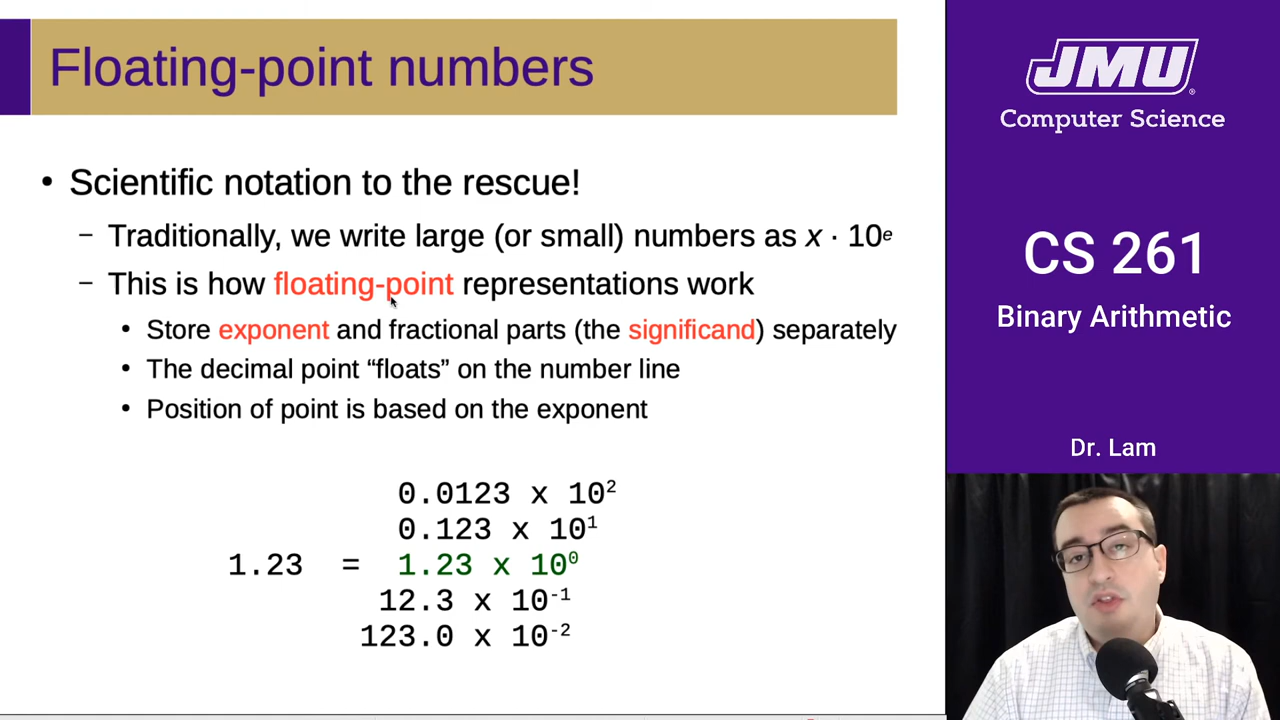 Floating-point numbers
• Scientific notation to the rescue!
– Traditionally, we write large (or small) numbers as x · 10ᵉ
– This is how floating-point representations work
• Store exponent and fractional parts (the significand) separately
• The decimal point “floats” on the number line
• Position of point is based on the exponent
0.0123 x 10²
0.123 x 10¹
1.23 = 1.23 x 10⁰
12.3 x 10⁻¹
123.0 x 10⁻²
JMU
Computer Science
CS 261
Binary Arithmetic
Dr. Lam